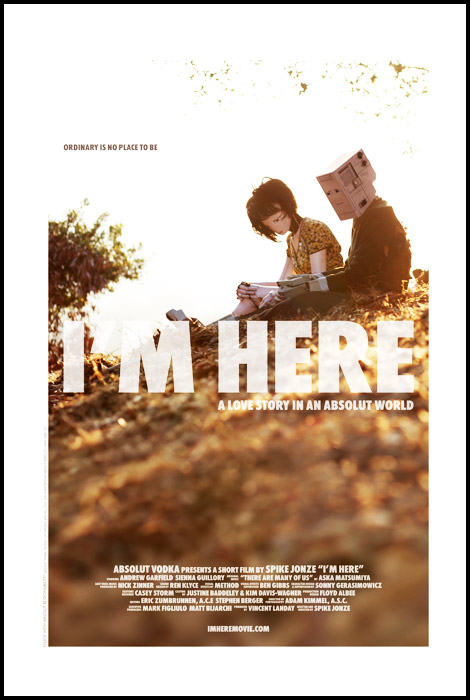 ORDINARY IS NO PLACE TO BE
I'M HERE
A LOVE STORY IN AN ABSOLUT WORLD
ABSOLUT VODKA PRESENTS A SHORT FILM BY SPIKE JONZE "I'M HERE"
STARRING ANDREW GARFIELD SIENNA GUILLORY "THERE ARE MANY OF US" BY ASKA MATSUMIYA
NICK ZINNER REN KLYCE METHOD BEN GIBBS SONNY GERASIMOWICZ
CASEY STORM JUSTINE BADDELEY & KIM DAVIS-WAGNER FLOYD ALBEE
ERIC ZUMBRUNNEN, A.C.E STEPHEN BERGER ADAM KIMMEL, A.S.C.
MARK FIGLIULO MATT BIJARCHI VINCENT LANDAY SPIKE JONZE
IMHEREMOVIE.COM